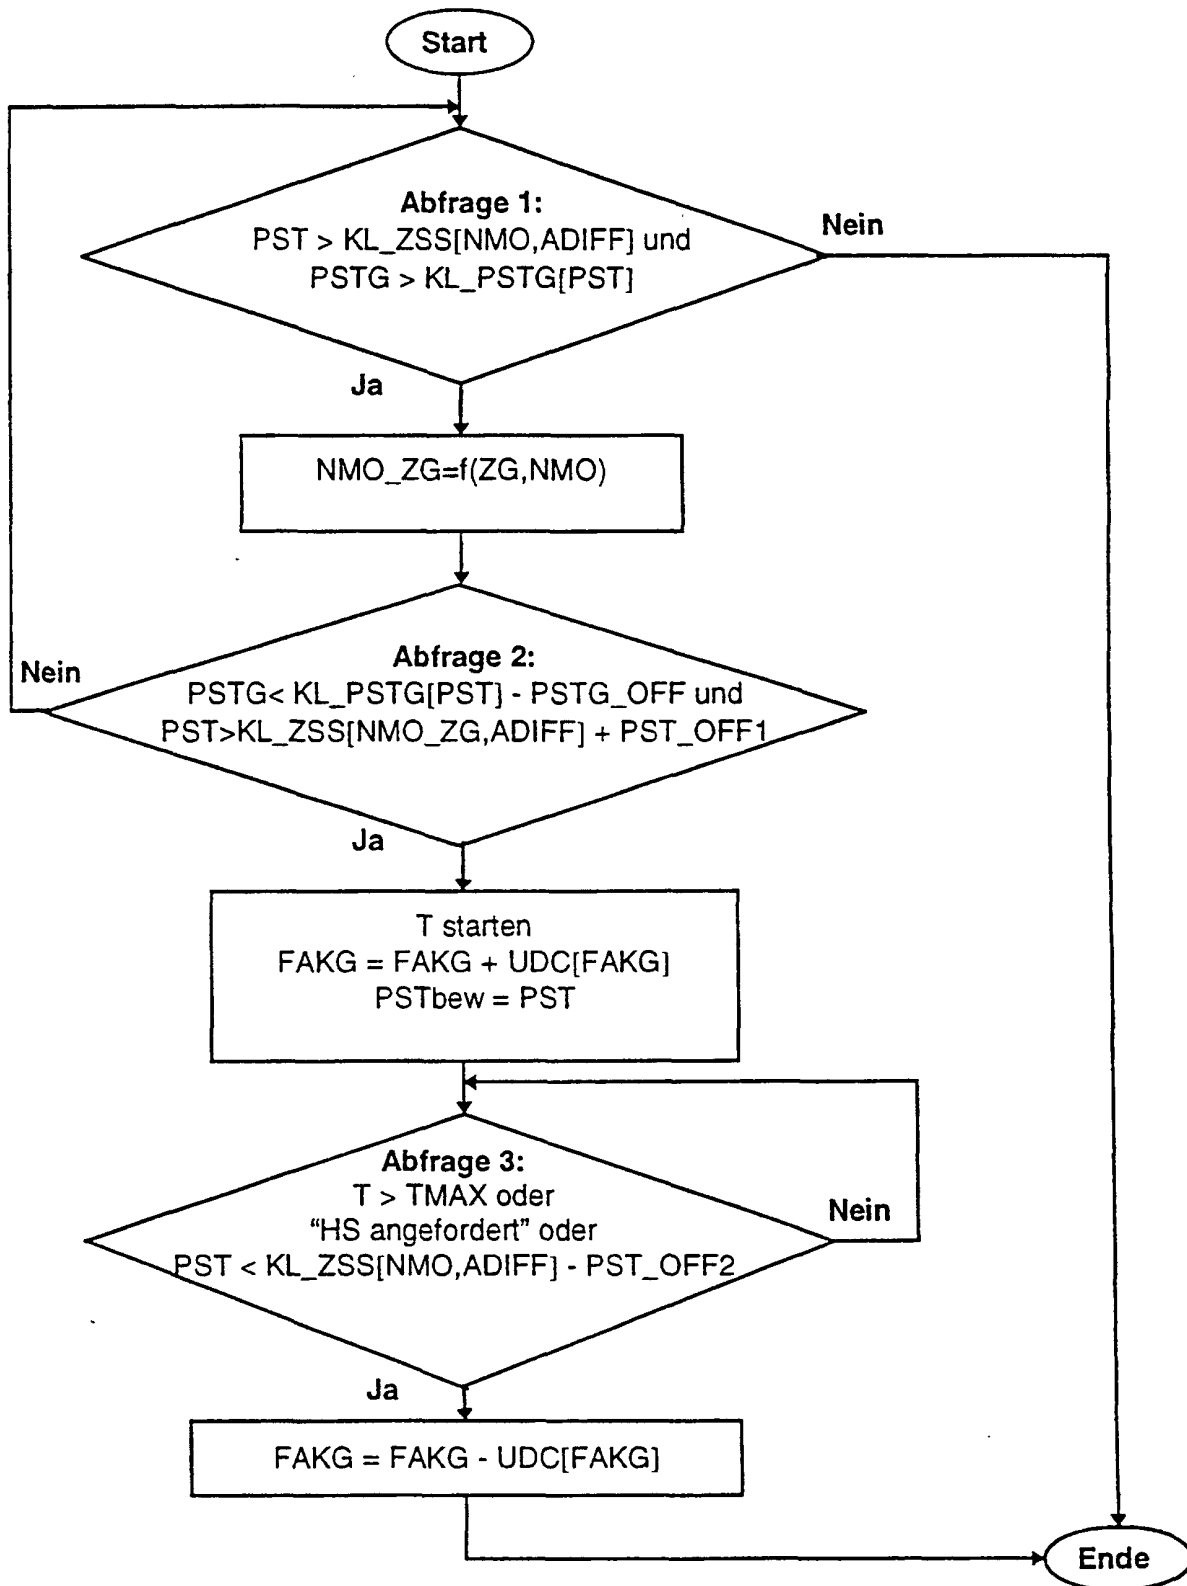 Start
Abfrage 1:
PST > KL_ZSS[NMO,ADIFF] und
PSTG > KL_PSTG[PST]
Nein
Ja
NMO_ZG=f(ZG,NMO)
Nein
Abfrage 2:
PSTG< KL_PSTG[PST] - PSTG_OFF und
PST>KL_ZSS[NMO_ZG,ADIFF] + PST_OFF1
Ja
T starten
FAKG = FAKG + UDC[FAKG]
PSTbew = PST
Abfrage 3:
T > TMAX oder
“HS angefordert” oder
PST < KL_ZSS[NMO,ADIFF] - PST_OFF2
Nein
Ja
FAKG = FAKG - UDC[FAKG]
Ende